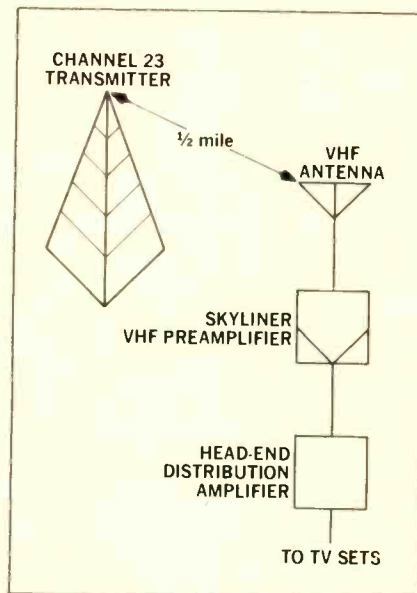 CHANNEL 23
TRANSMITTER
½ mile
VHF
ANTENNA
SKYLINER
VHF PREAMPLIFIER
HEAD-END
DISTRIBUTION
AMPLIFIER
TO TV SETS